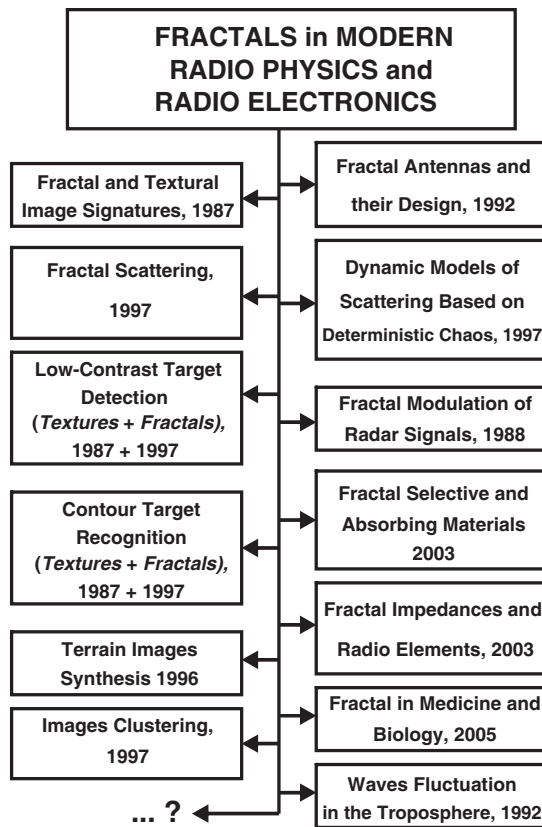 FRACTALS in MODERN
RADIO PHYSICS and
RADIO ELECTRONICS
Fractal and Textural
Image Signatures, 1987
Fractal Scattering,
1997
Low-Contrast Target
Detection
(Textures + Fractals),
1987 + 1997
Contour Target
Recognition
(Textures + Fractals),
1987 + 1997
Terrain Images
Synthesis 1996
Images Clustering,
1997
... ?
Fractal Antennas and
their Design, 1992
Dynamic Models of
Scattering Based on
Deterministic Chaos, 1997
Fractal Modulation of
Radar Signals, 1988
Fractal Selective and
Absorbing Materials
2003
Fractal Impedances and
Radio Elements, 2003
Fractal in Medicine and
Biology, 2005
Waves Fluctuation
in the Troposphere, 1992